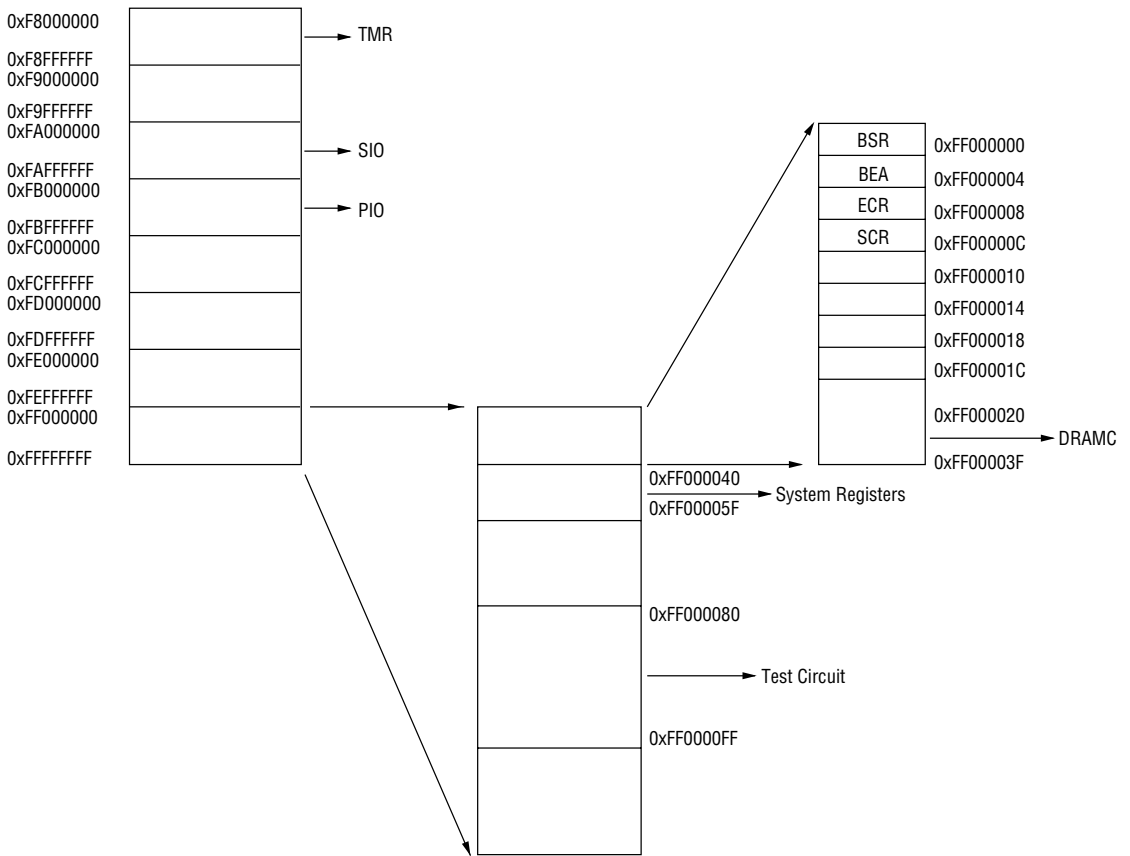 0xF8000000
TMR
0xF8FFFFFF
0xF9000000
0xF9FFFFFF
0xFA000000
SIO
0xFAFFFFFF
0xFB000000
PIO
0xFBFFFFFF
0xFC000000
0xFCFFFFFF
0xFD000000
0xFDFFFFFF
0xFE000000
0xFEFFFFFF
0xFF000000
0xFFFFFFFF
0xFF000040
System Registers
0xFF00005F
0xFF000080
Test Circuit
0xFF0000FF
BSR 0xFF000000
BEA 0xFF000004
ECR 0xFF000008
SCR 0xFF00000C
0xFF000010
0xFF000014
0xFF000018
0xFF00001C
0xFF000020
DRAMC
0xFF00003F